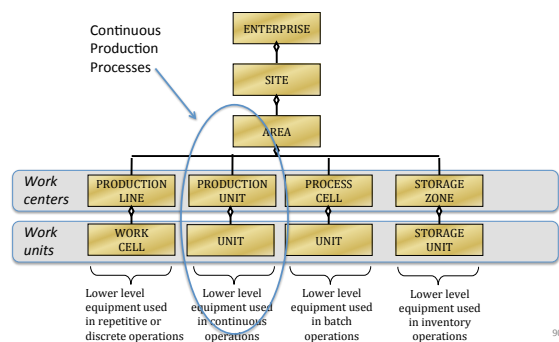 Continuous
Production
Processes
ENTERPRISE
SITE
AREA
Work
centers
PRODUCTION
LINE
PRODUCTION
UNIT
PROCESS
CELL
STORAGE
ZONE
Work
units
WORK
CELL
UNIT
UNIT
STORAGE
UNIT
Lower level
equipment used
in repetitive or
discrete operations
Lower level
equipment used
in continuous
operations
Lower level
equipment used
in batch
operations
Lower level
equipment used
in inventory
operations